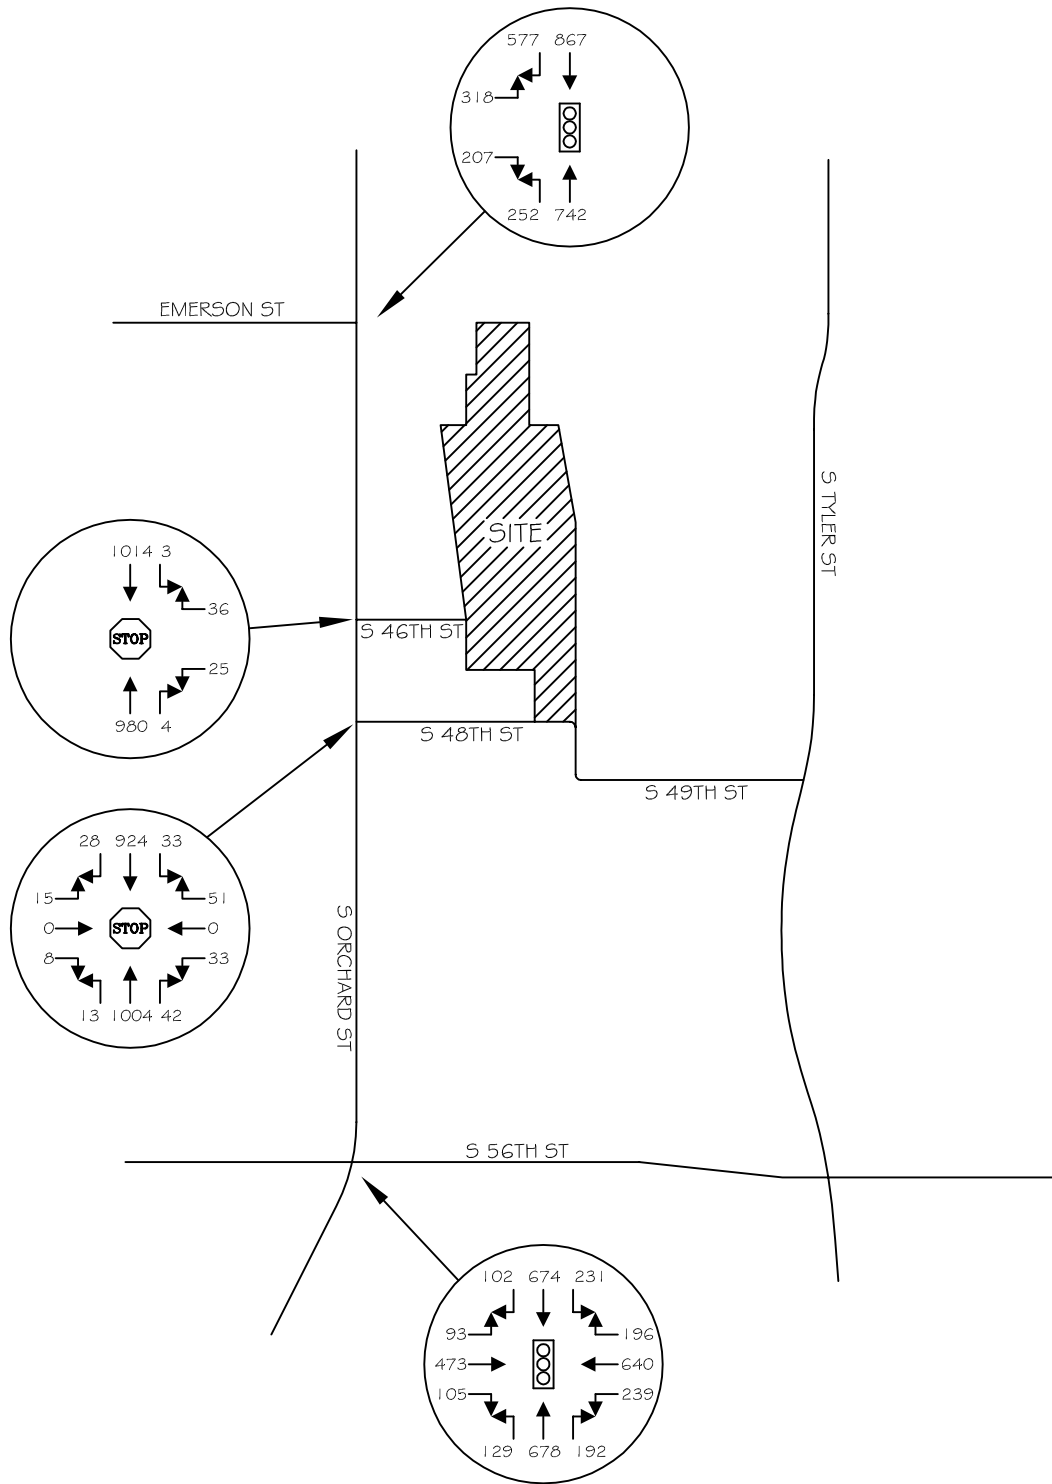 577 867
318
207
252 742
EMERSON ST
S TYLER ST
SITE
1014 3
36
STOP
25
980 4
S 46TH ST
S 48TH ST
S 49TH ST
28 924 33
15 51
0 STOP 0
8 33
13 1004 42
S ORCHARD ST
S 56TH ST
102 674 231
93 196
473 640
105 239
129 678 192